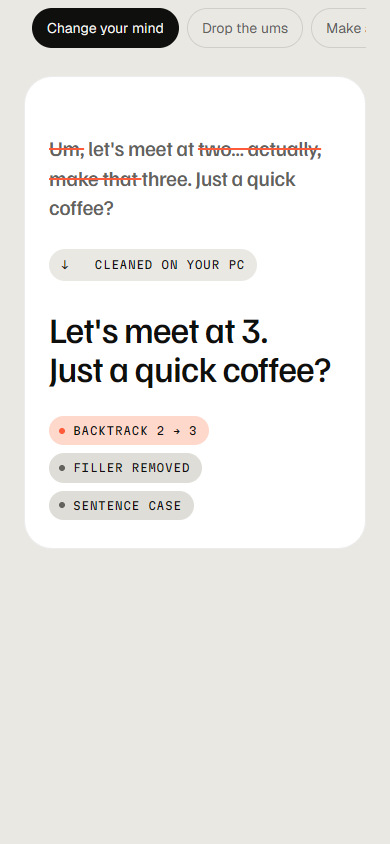 Change your mind
Drop the ums
Make
Um, let's meet at two... actually,
make that three. Just a quick
coffee?
↓ CLEANED ON YOUR PC
Let's meet at 3.
Just a quick coffee?
BACKTRACK 2 → 3
FILLER REMOVED
SENTENCE CASE